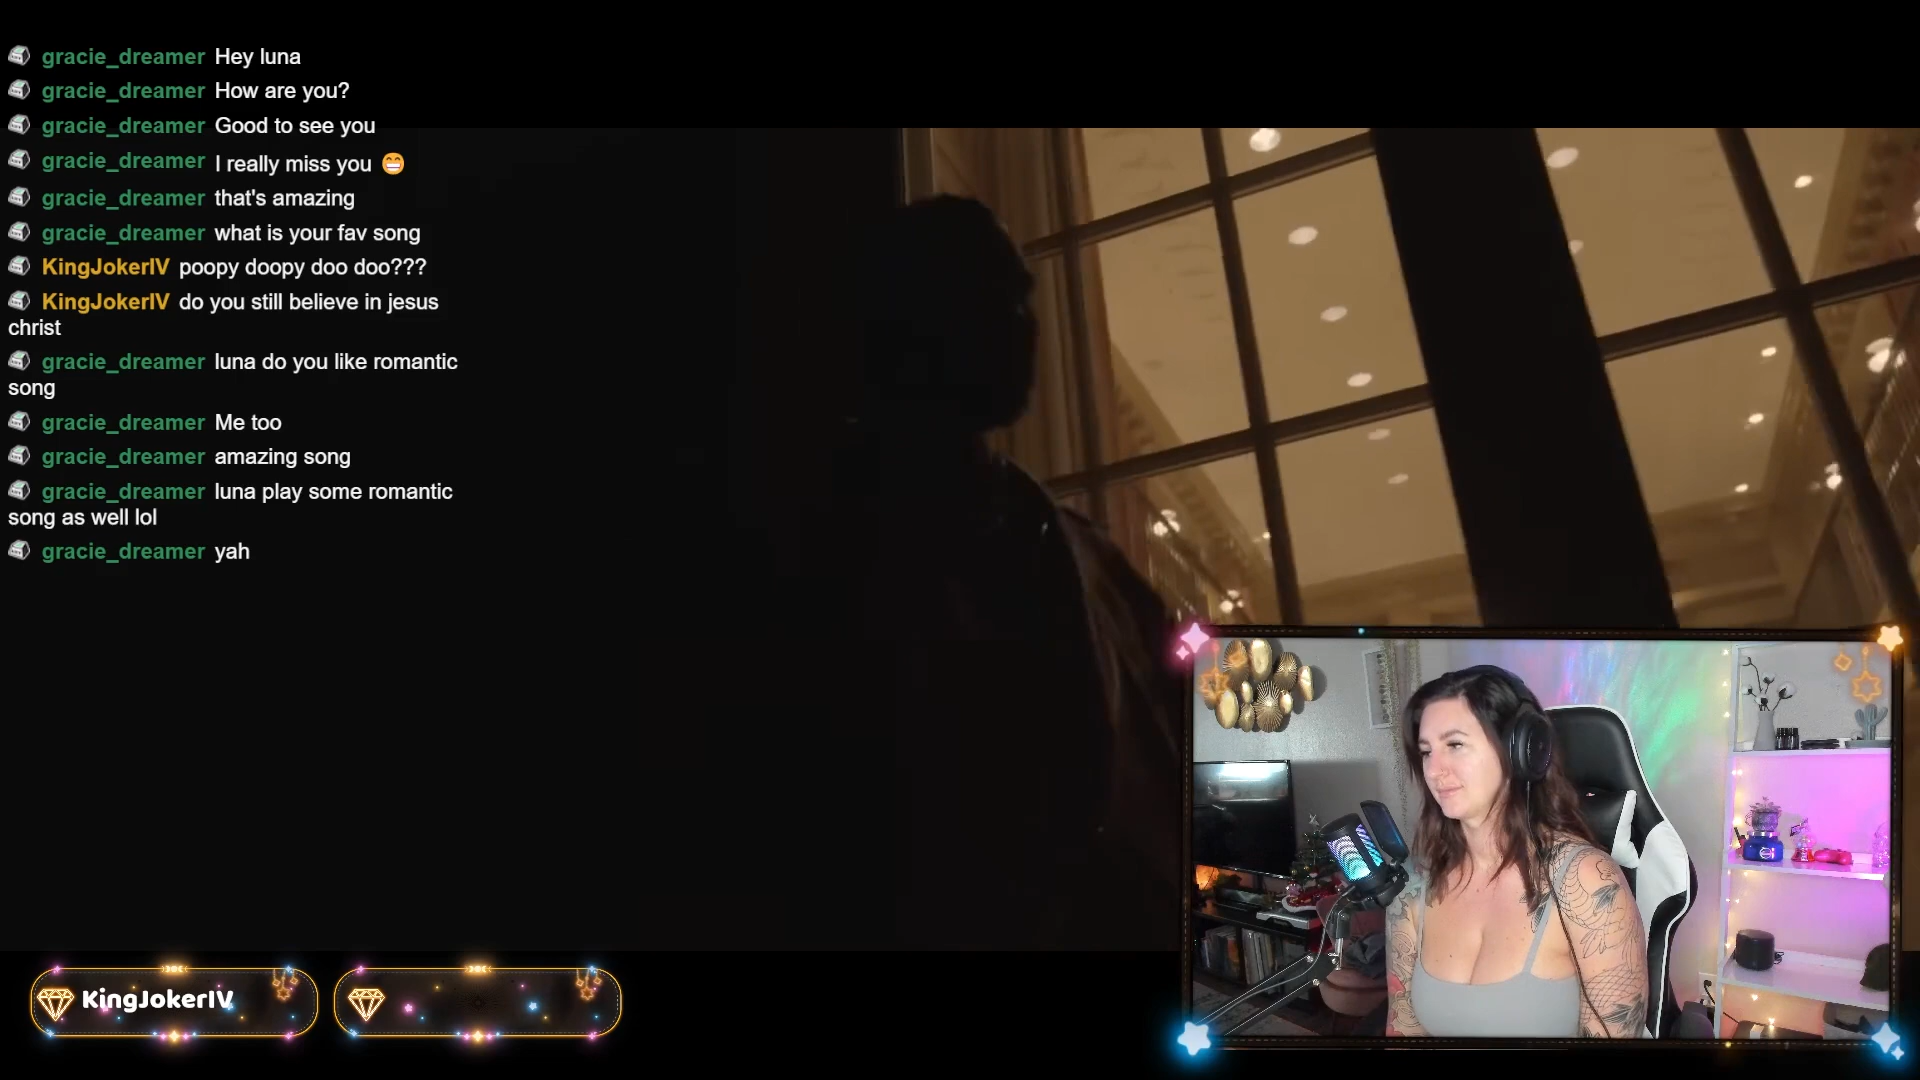 gracie_dreamer Hey luna
gracie_dreamer How are you?
gracie_dreamer Good to see you
gracie_dreamer I really miss you 😁
gracie_dreamer that's amazing
gracie_dreamer what is your fav song
KingJokerIV poopy doopy doo doo???
KingJokerIV do you still believe in jesus
christ
gracie_dreamer luna do you like romantic
song
gracie_dreamer Me too
gracie_dreamer amazing song
gracie_dreamer luna play some romantic
song as well lol
gracie_dreamer yah
KingJokerIV